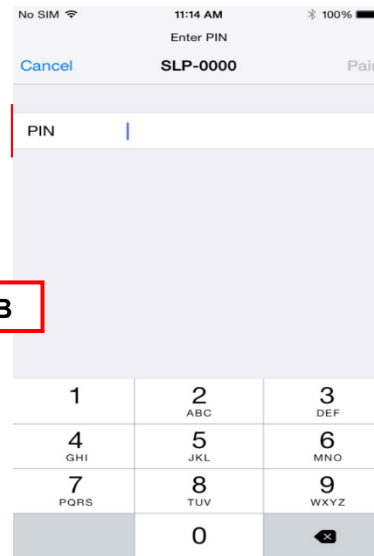 No SIM 11:14 AM 100%
Enter PIN
Cancel SLP-0000 Pair
PIN
B
1 2 3
ABC DEF
4 5 6
GHI JKL MNO
7 8 9
PQRS TUV WXYZ
0